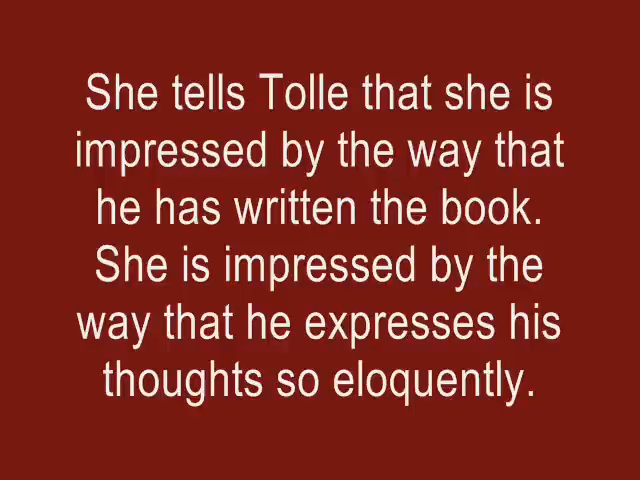 She tells Tolle that she is
impressed by the way that
he has written the book.
She is impressed by the
way that he expresses his
thoughts so eloquently.